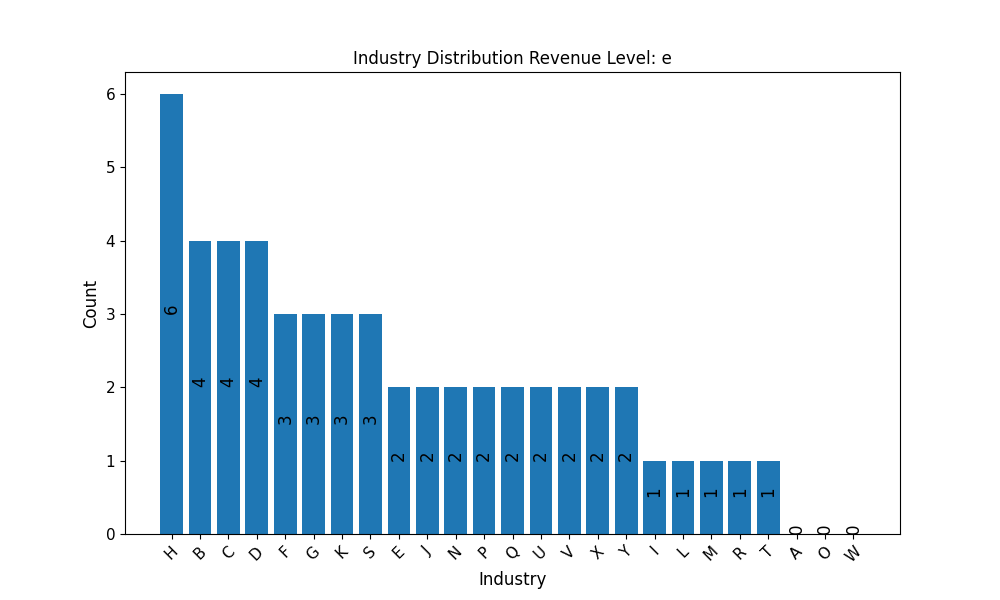 Industry Distribution Revenue Level: e
6
5
4
3
2
1
0
Count
6 4 4 4 3 3 3 3 2 2 2 2 2 2 2 2 2 1 1 1 1 1 0 0 0
H B C D F G K S E J N P Q U V X Y I L M R T A O W
Industry